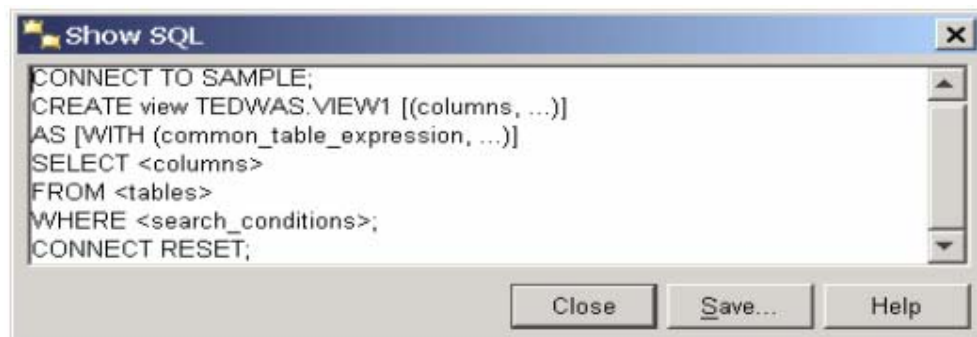 Show SQL
CONNECT TO SAMPLE;
CREATE view TEDWAS.VIEW1 [(columns, ...)]
AS [WITH (common_table_expression, ...)]
SELECT <columns>
FROM <tables>
WHERE <search_conditions>;
CONNECT RESET;
Close Save... Help